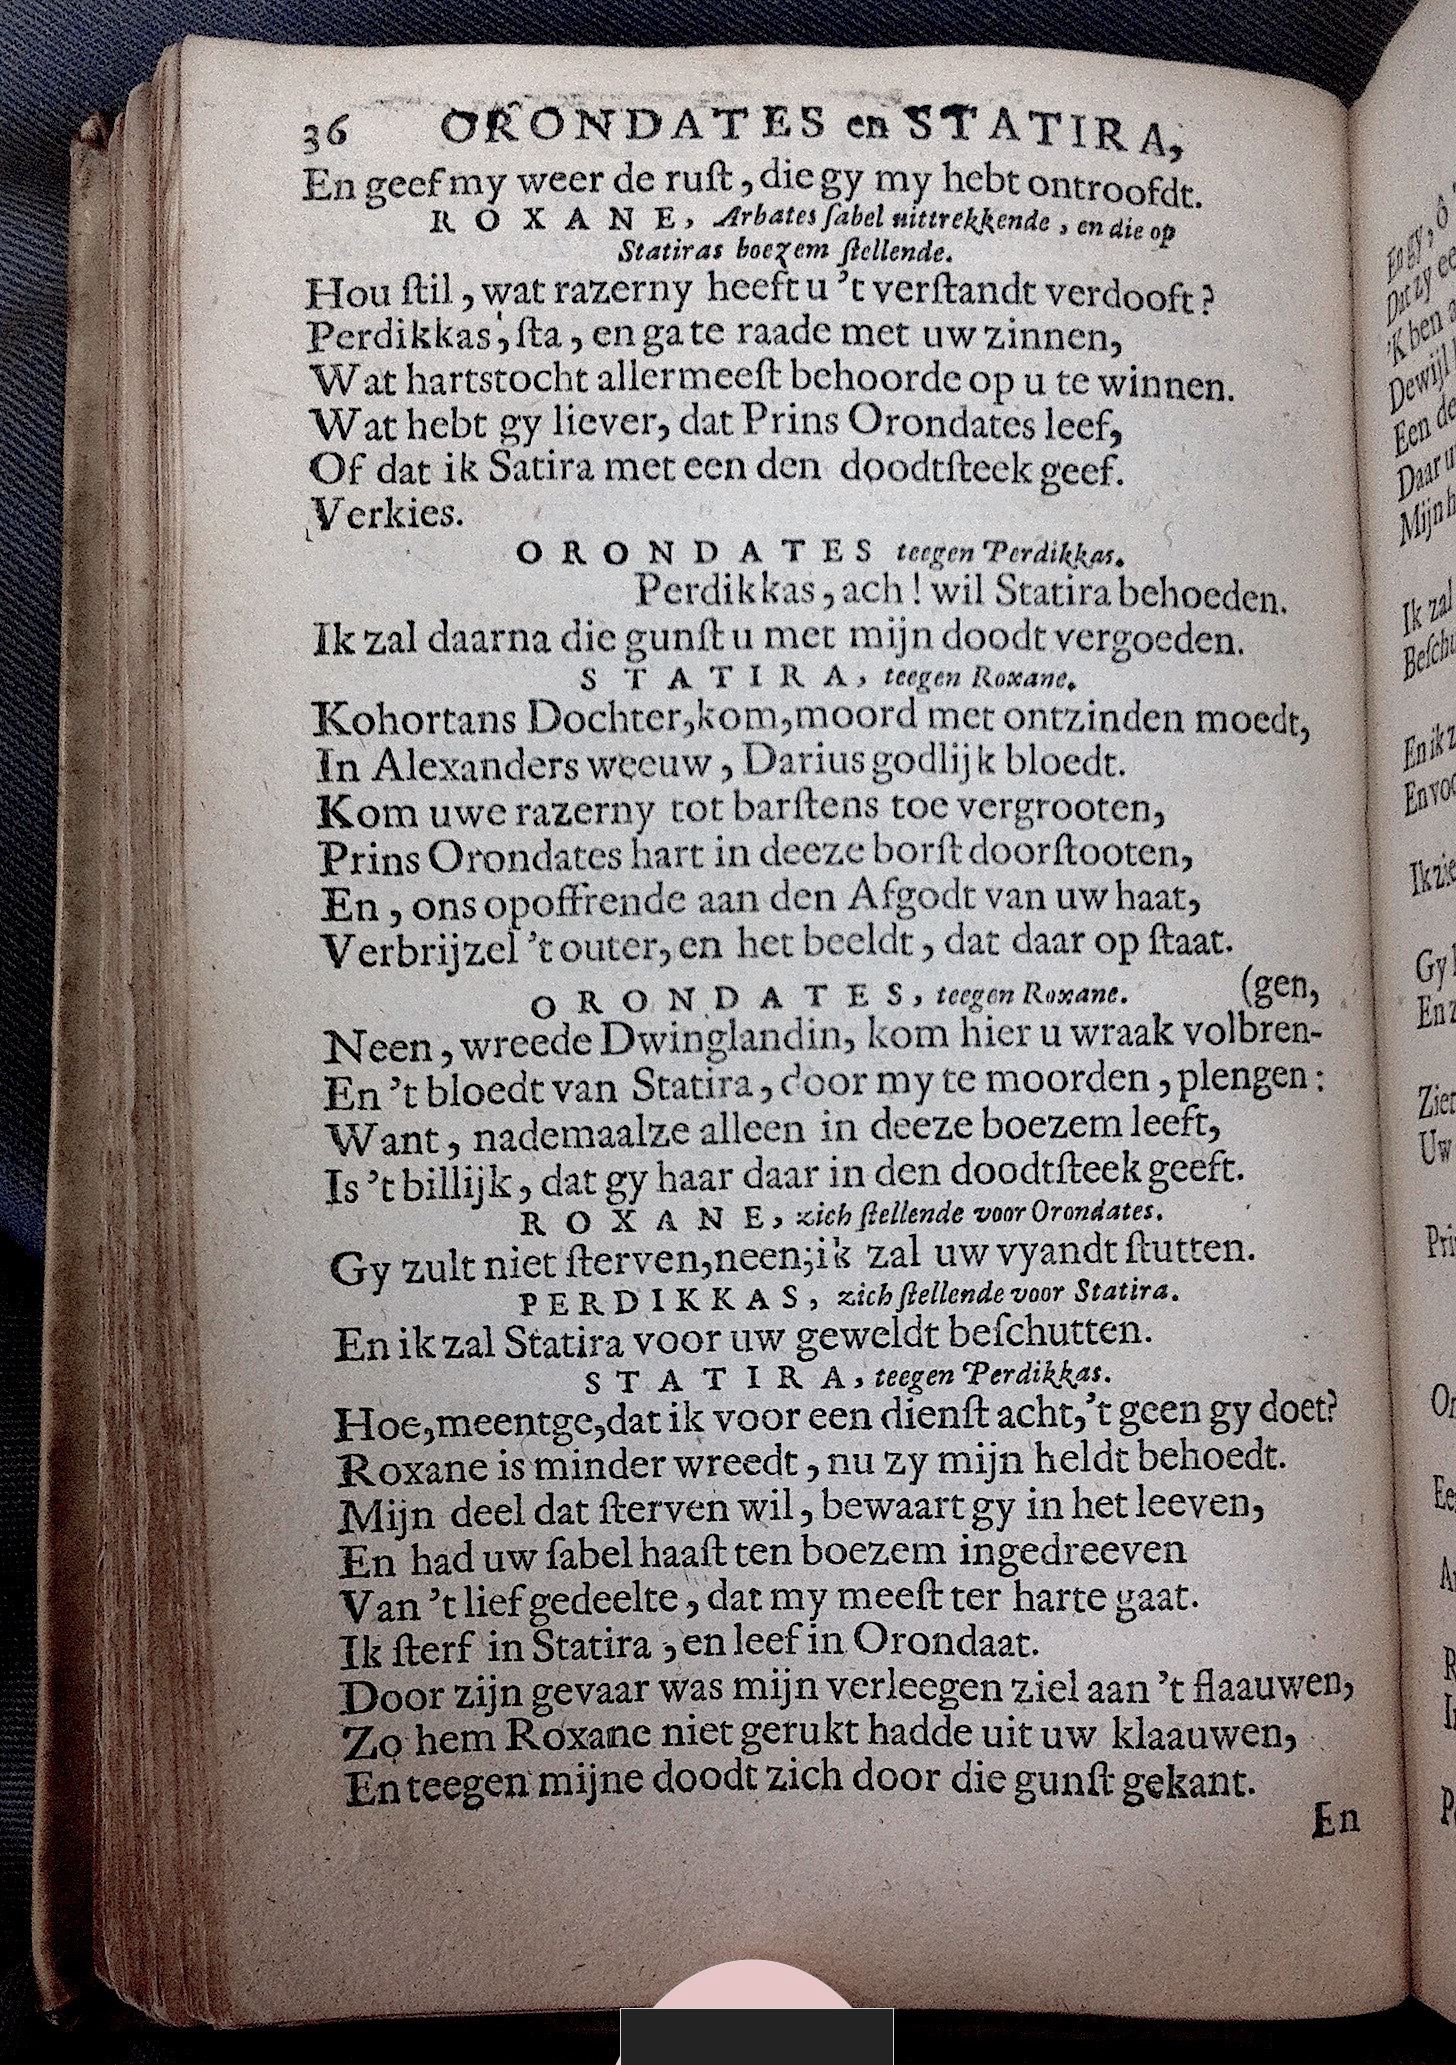 36 ORONDATES en STATIRA,
En geef my weer de ruſt, die gy my hebt ontroofdt.
ROXANE, Arbates ſabel uittrekkende, en die op
Statiras boezem ſtellende.
Hou ſtil, wat razerny heeft u 't verſtandt verdooft?
Perdikkas, ſta, en ga te raade met uw zinnen,
Wat hartstocht allermeeſt behoorde op u te winnen.
Wat hebt gy liever, dat Prins Orondates leef,
Of dat ik Satira met een den doodtſteek geef.
Verkies.
ORONDATES teegen Perdikkas.
Perdikkas, ach! wil Statira behoeden.
Ik zal daarna die gunſt u met mijn doodt vergoeden.
STATIRA, teegen Roxane.
Kohortans Dochter, kom, moord met ontzinden moedt,
In Alexanders weeuw, Darius godlijk bloedt.
Kom uwe razerny tot barſtens toe vergrooten,
Prins Orondates hart in deeze borſt doorſtooten,
En, ons opoffrende aan den Afgodt van uw haat,
Verbrijzel 't outer, en het beeldt, dat daar op ſtaat.
ORONDATES, teegen Roxane. (gen,
Neen, wreede Dwinglandin, kom hier u wraak volbren-
En 't bloedt van Statira, door my te moorden, plengen:
Want, nademaalze alleen in deeze boezem leeft,
Is 't billijk, dat gy haar daar in den doodtſteek geeft.
ROXANE, zich ſtellende voor Orondates.
Gy zult niet ſterven, neen; ik zal uw vyandt ſtutten.
PERDIKKAS, zich ſtellende voor Statira.
En ik zal Statira voor uw geweldt beſchutten.
STATIRA, teegen Perdikkas.
Hoe, meentge, dat ik voor een dienſt acht, 't geen gy doet?
Roxane is minder wreedt, nu zy mijn heldt behoedt.
Mijn deel dat ſterven wil, bewaart gy in het leeven,
En had uw ſabel haaſt ten boezem ingedreeven
Van 't lief gedeelte, dat my meeſt ter harte gaat.
Ik ſterf in Statira, en leef in Orondaat.
Door zijn gevaar was mijn verleegen ziel aan 't flaauwen,
Zo hem Roxane niet gerukt hadde uit uw klaauwen,
En teegen mijne doodt zich door die gunſt gekant.
En